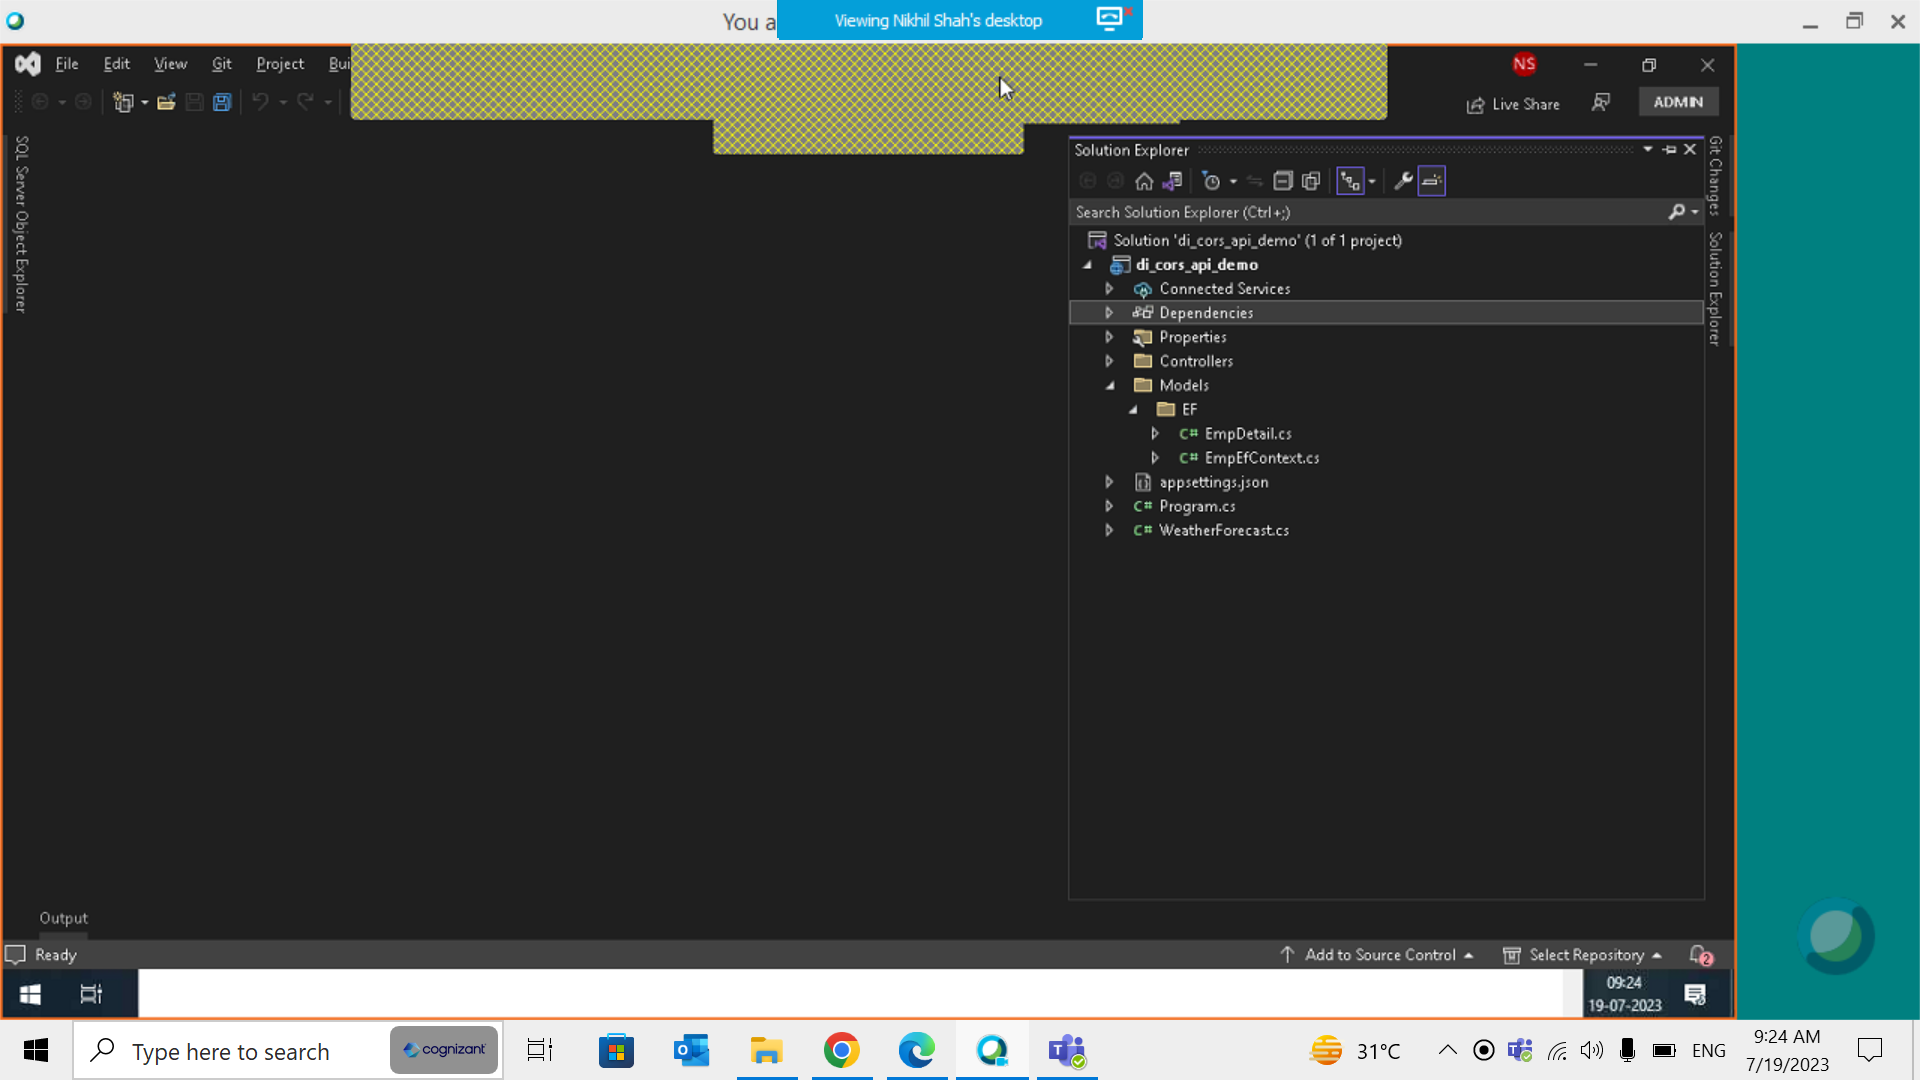 You a
Viewing Nikhil Shah's desktop
File Edit View Git Project Bui
NS
Live Share
ADMIN
SQL Server Object Explorer
Solution Explorer
Search Solution Explorer (Ctrl+;)
Solution 'di_cors_api_demo' (1 of 1 project)
di_cors_api_demo
Connected Services
Dependencies
Properties
Controllers
Models
EF
C# EmpDetail.cs
C# EmpEfContext.cs
appsettings.json
C# Program.cs
C# WeatherForecast.cs
Git Changes
Solution Explorer
Output
Ready
Add to Source Control
Select Repository
2
09:24
19-07-2023
Type here to search
cognizant
31°C
ENG
9:24 AM
7/19/2023